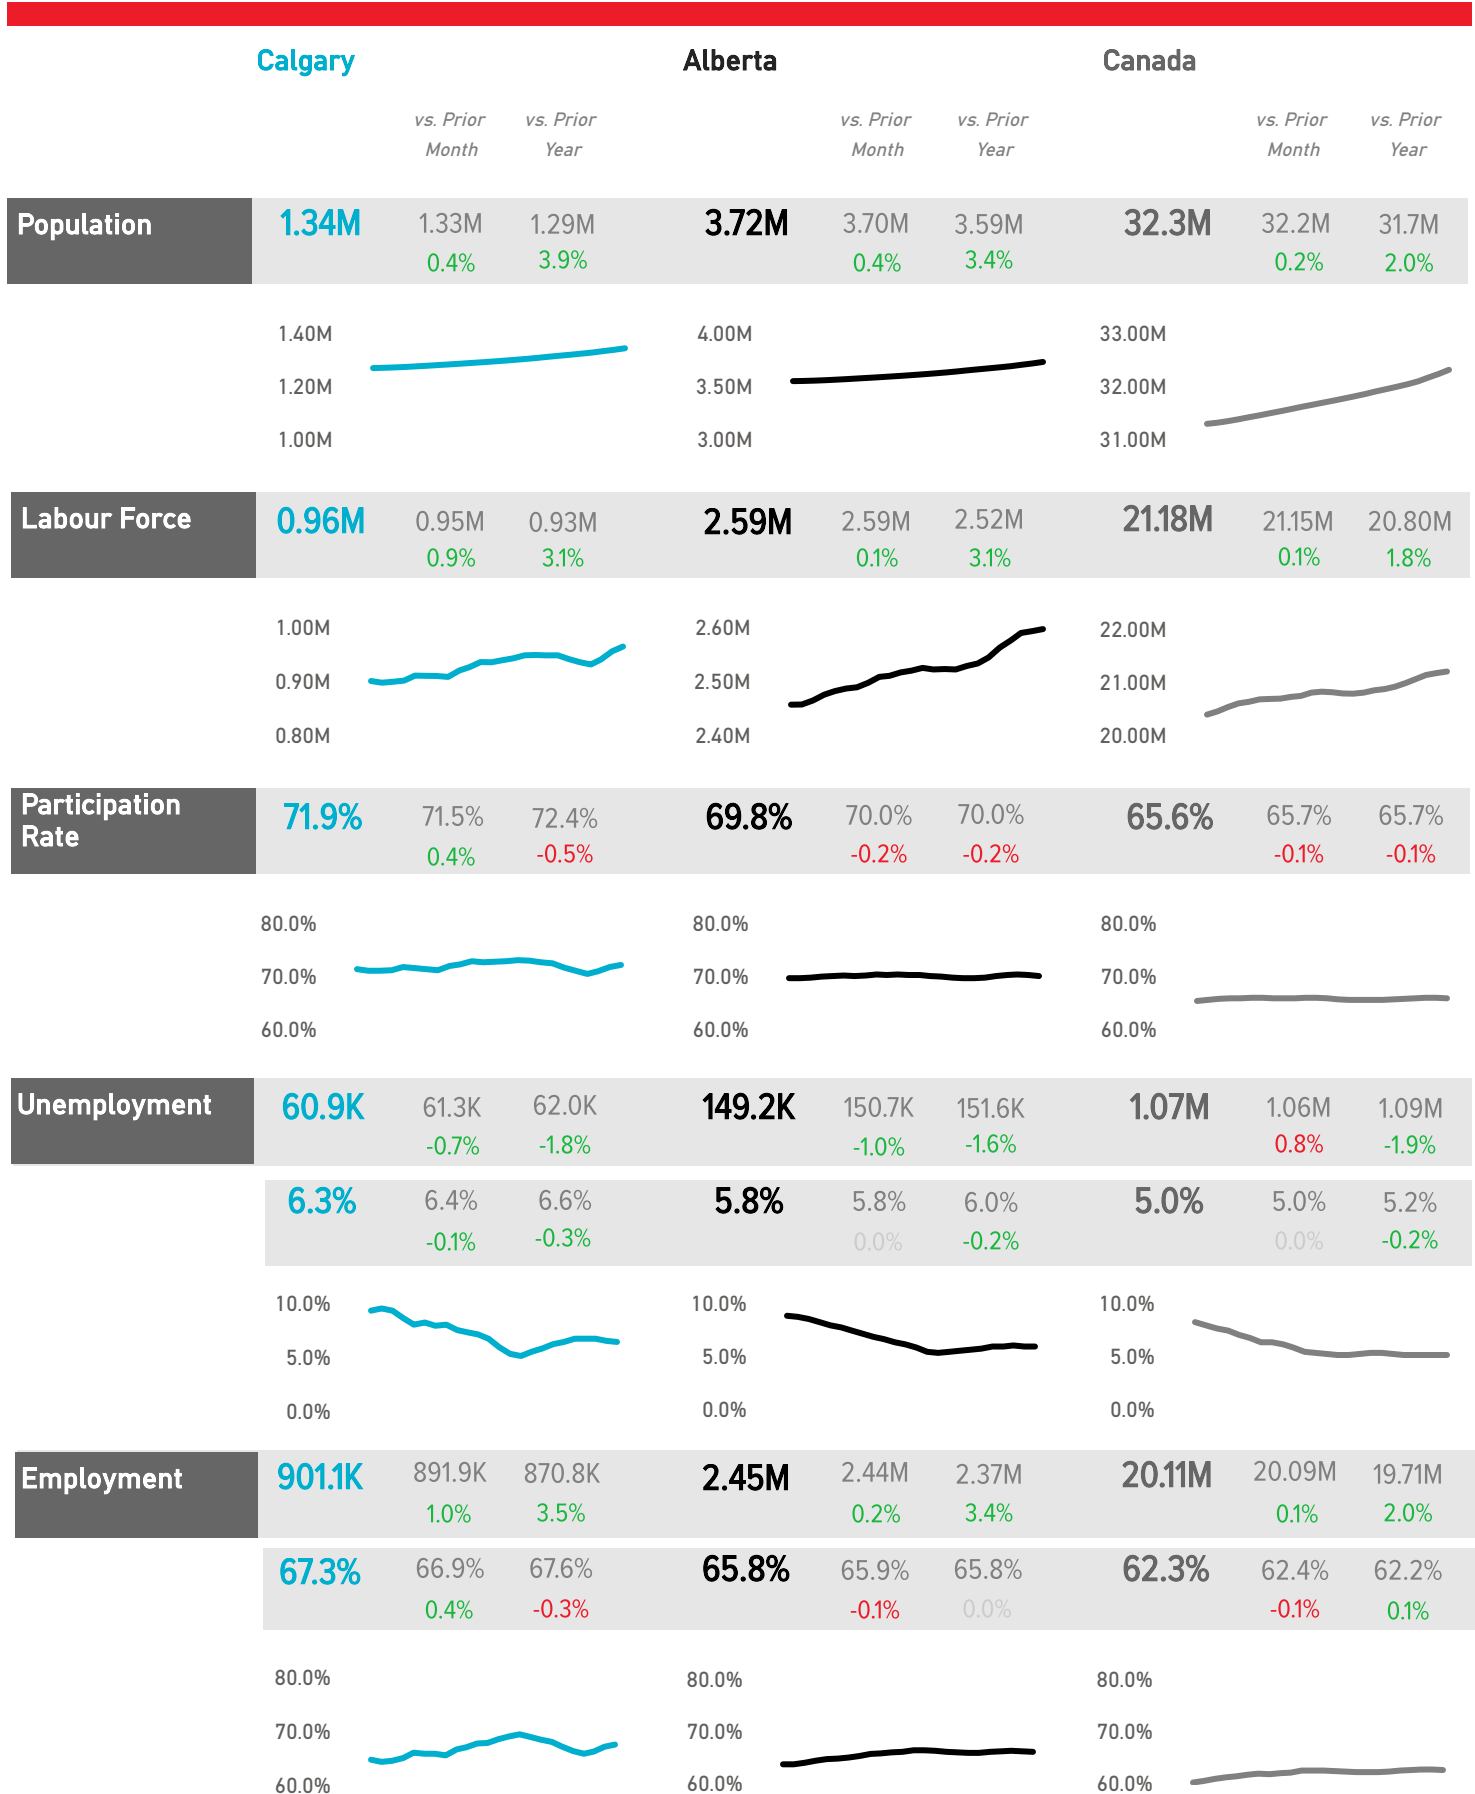 Calgary Alberta Canada
vs. Prior vs. Prior vs. Prior vs. Prior vs. Prior vs. Prior
Month Year Month Year Month Year
Population 1.34M 1.33M 1.29M 3.72M 3.70M 3.59M 32.3M 32.2M 31.7M
0.4% 3.9% 0.4% 3.4% 0.2% 2.0%
1.40M 4.00M 33.00M
1.20M 3.50M 32.00M
1.00M 3.00M 31.00M
Labour Force 0.96M 0.95M 0.93M 2.59M 2.59M 2.52M 21.18M 21.15M 20.80M
0.9% 3.1% 0.1% 3.1% 0.1% 1.8%
1.00M 2.60M 22.00M
0.90M 2.50M 21.00M
0.80M 2.40M 20.00M
Participation
Rate 71.9% 71.5% 72.4% 69.8% 70.0% 70.0% 65.6% 65.7% 65.7%
0.4% -0.5% -0.2% -0.2% -0.1% -0.1%
80.0% 80.0% 80.0%
70.0% 70.0% 70.0%
60.0% 60.0% 60.0%
Unemployment 60.9K 61.3K 62.0K 149.2K 150.7K 151.6K 1.07M 1.06M 1.09M
-0.7% -1.8% -1.0% -1.6% 0.8% -1.9%
6.3% 6.4% 6.6% 5.8% 5.8% 6.0% 5.0% 5.0% 5.2%
-0.1% -0.3% 0.0% -0.2% 0.0% -0.2%
10.0% 10.0% 10.0%
5.0% 5.0% 5.0%
0.0% 0.0% 0.0%
Employment 901.1K 891.9K 870.8K 2.45M 2.44M 2.37M 20.11M 20.09M 19.71M
1.0% 3.5% 0.2% 3.4% 0.1% 2.0%
67.3% 66.9% 67.6% 65.8% 65.9% 65.8% 62.3% 62.4% 62.2%
0.4% -0.3% -0.1% 0.0% -0.1% 0.1%
80.0% 80.0% 80.0%
70.0% 70.0% 70.0%
60.0% 60.0% 60.0%